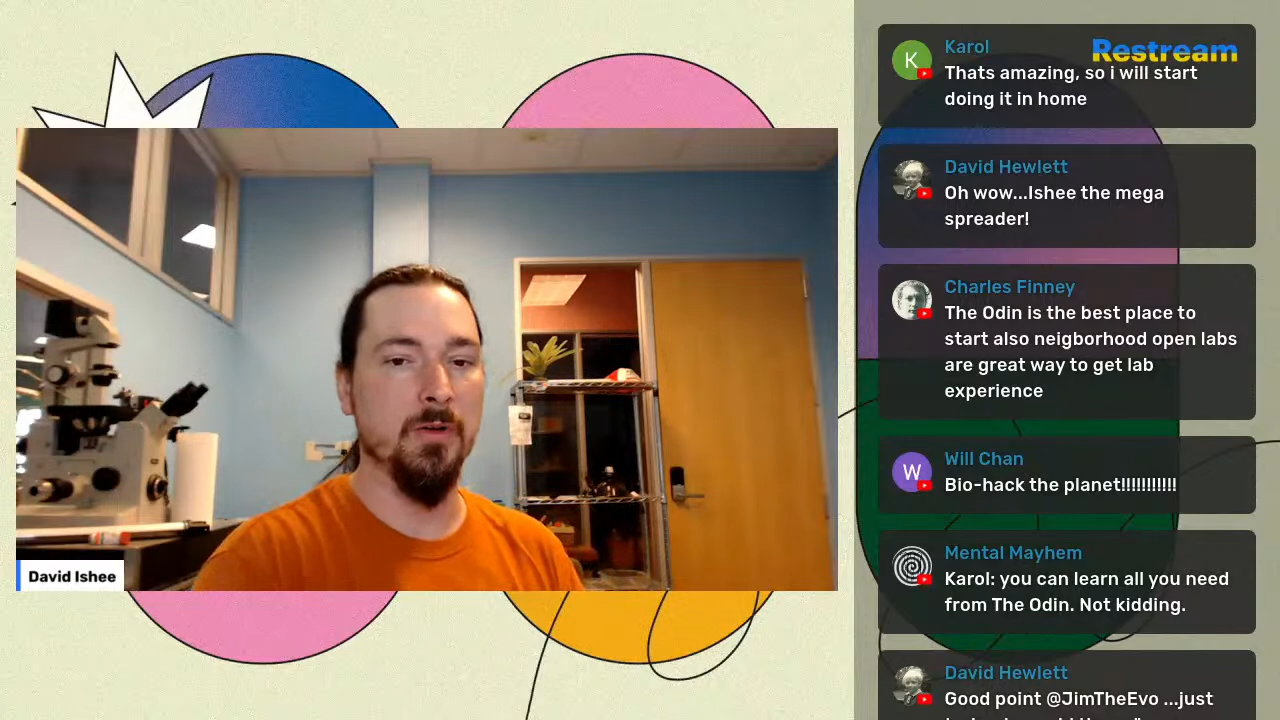 Restream
Karol
Thats amazing, so i will start
doing it in home
David Hewlett
Oh wow...Ishee the mega
spreader!
Charles Finney
The Odin is the best place to
start also neigborhood open labs
are great way to get lab
experience
W
Will Chan
Bio-hack the planet!!!!!!!!!!!
Mental Mayhem
Karol: you can learn all you need
from The Odin. Not kidding.
David Hewlett
Good point @JimTheEvo ...just
K
David Ishee